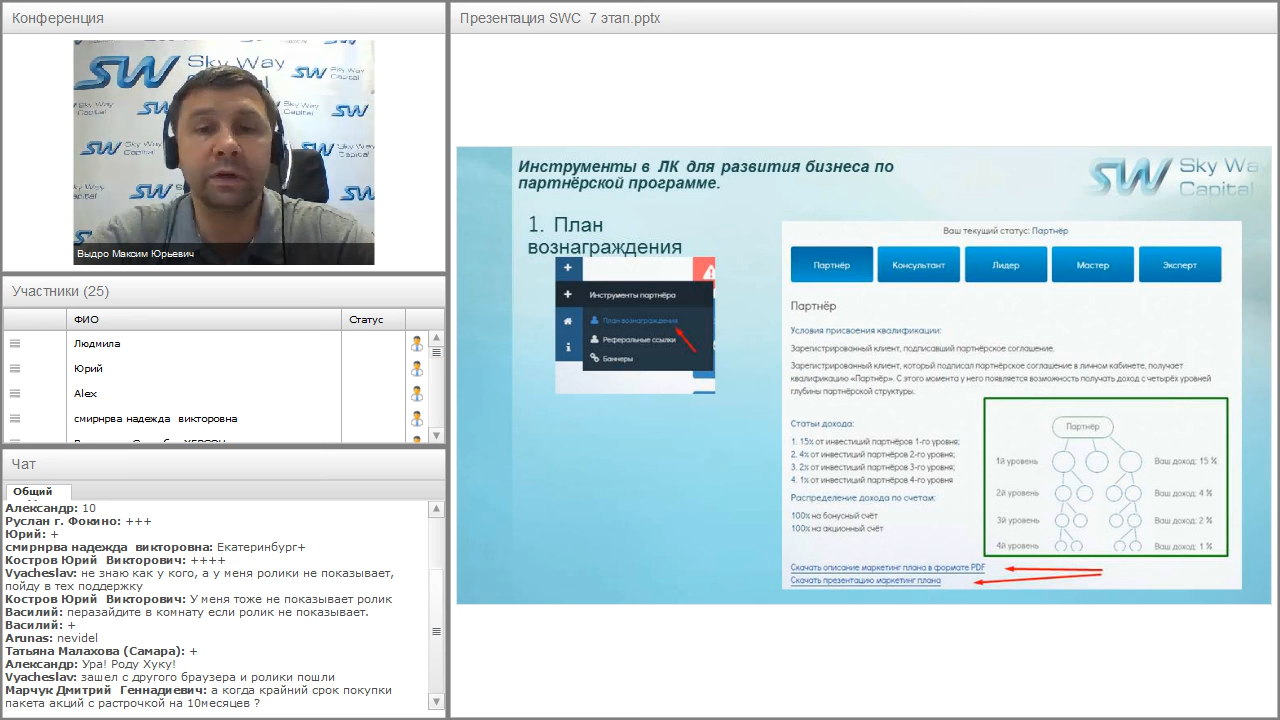 Конференция
SW Sky Way Capital
Выдро Максим Юрьевич
Участники (25)
ФИО
Статус
Людмила
Юрий
Alex
смирнрва надежда викторовна
Чат
Общий
Александр: 10
Руслан г. Фокино: +++
Юрий: +
смирнрва надежда викторовна: Екатеринбург+
Костров Юрий Викторович: ++++
Vyacheslav: не знаю как у кого, а у меня ролики не показывает,
пойду в тех поддержку
Костров Юрий Викторович: У меня тоже не показывает ролик
Василий: перзайдите в комнату если ролик не показывает.
Василий: +
Arunas: nevidel
Татьяна Малахова (Самара): +
Александр: Ура! Роду Хуку!
Vyacheslav: зашел с другого браузера и ролики пошли
Марчук Дмитрий Геннадиевич: а когда крайний срок покупки
пакета акций с растрочкой на 10месяцев ?
Презентация SWC 7 этап.pptx
Инструменты в ЛК для развития бизнеса по
партнёрской программе.
SW Sky Way
Capital
1. План
вознаграждения
Инструменты партнёра
План вознаграждения
Реферальные ссылки
Баннеры
Ваш текущий статус: Партнёр
Партнёр
Консультант
Лидер
Мастер
Эксперт
Партнёр
Условия присвоения квалификации:
Зарегистрированный клиент, подписавший партнёрское соглашение.
Зарегистрированный клиент, который подписал партнёрское соглашение в личном кабинете, получает
квалификацию «Партнёр». С этого момента у него появляется возможность получать доход с четырёх уровней
глубины партнёрской структуры.
Статьи дохода:
1. 15% от инвестиций партнёров 1-го уровня;
2. 4% от инвестиций партнёров 2-го уровня;
3. 2% от инвестиций партнёров 3-го уровня;
4. 1% от инвестиций партнёров 4-го уровня
Распределение дохода по счетам:
100% на бонусный счёт
100% на акционный счёт
Партнёр
1й уровень
Ваш доход: 15 %
2й уровень
Ваш доход: 4 %
3й уровень
Ваш доход: 2 %
4й уровень
Ваш доход: 1 %
Скачать описание маркетинг плана в формате PDF
Скачать презентацию маркетинг плана